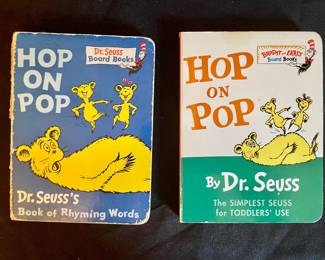 Dr. Seuss
Board Books
HOP
ON
POP
Dr. Seuss's
Book of Rhyming Words
BRIGHT and EARLY
Board Books
HOP
ON
POP
By Dr. Seuss
The SIMPLEST SEUSS
for TODDLERS' USE